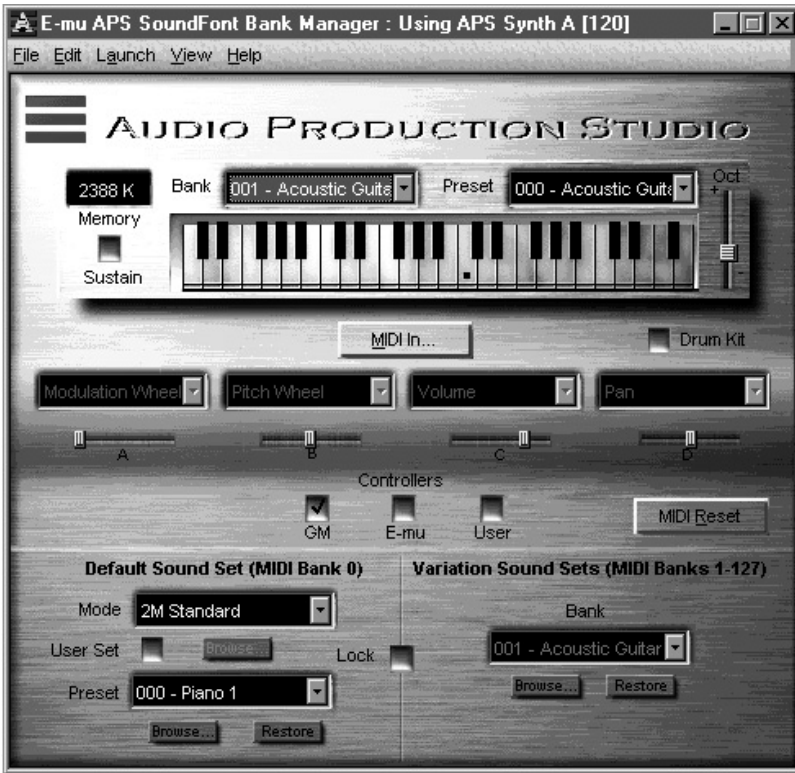 E-mu APS SoundFont Bank Manager : Using APS Synth A [120]
File Edit Launch View Help
AUDIO PRODUCTION STUDIO
2388 K Bank 001 - Acoustic Guita Preset 000 - Acoustic Guita Oct
+
Memory
Sustain
-
MIDI In... Drum Kit
Modulation Wheel Pitch Wheel Volume Pan
A B C D
Controllers
GM E-mu User MIDI Reset
Default Sound Set (MIDI Bank 0) Variation Sound Sets (MIDI Banks 1-127)
Mode 2M Standard Bank
User Set Browse... Lock 001 - Acoustic Guitar
Preset 000 - Piano 1 Browse... Restore
Browse... Restore